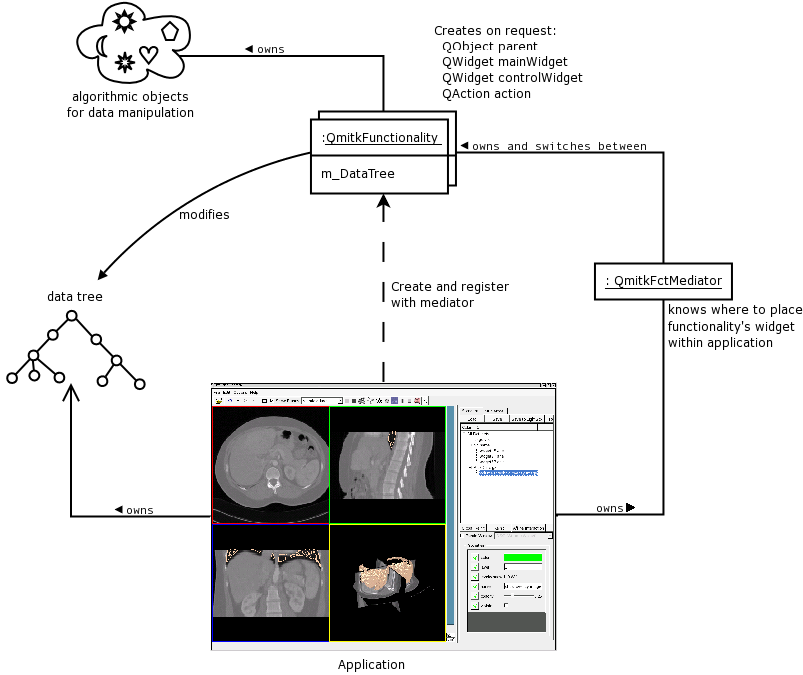 Creates on request:
QObject parent
QWidget mainWidget
QWidget controlWidget
QAction action
◄ owns
algorithmic objects
for data manipulation
:QmitkFunctionality
m_DataTree
◄ owns and switches between
modifies
: QmitkFctMediator
knows where to place
functionality's widget
within application
Create and register
with mediator
data tree
◄ owns
owns ►
Application